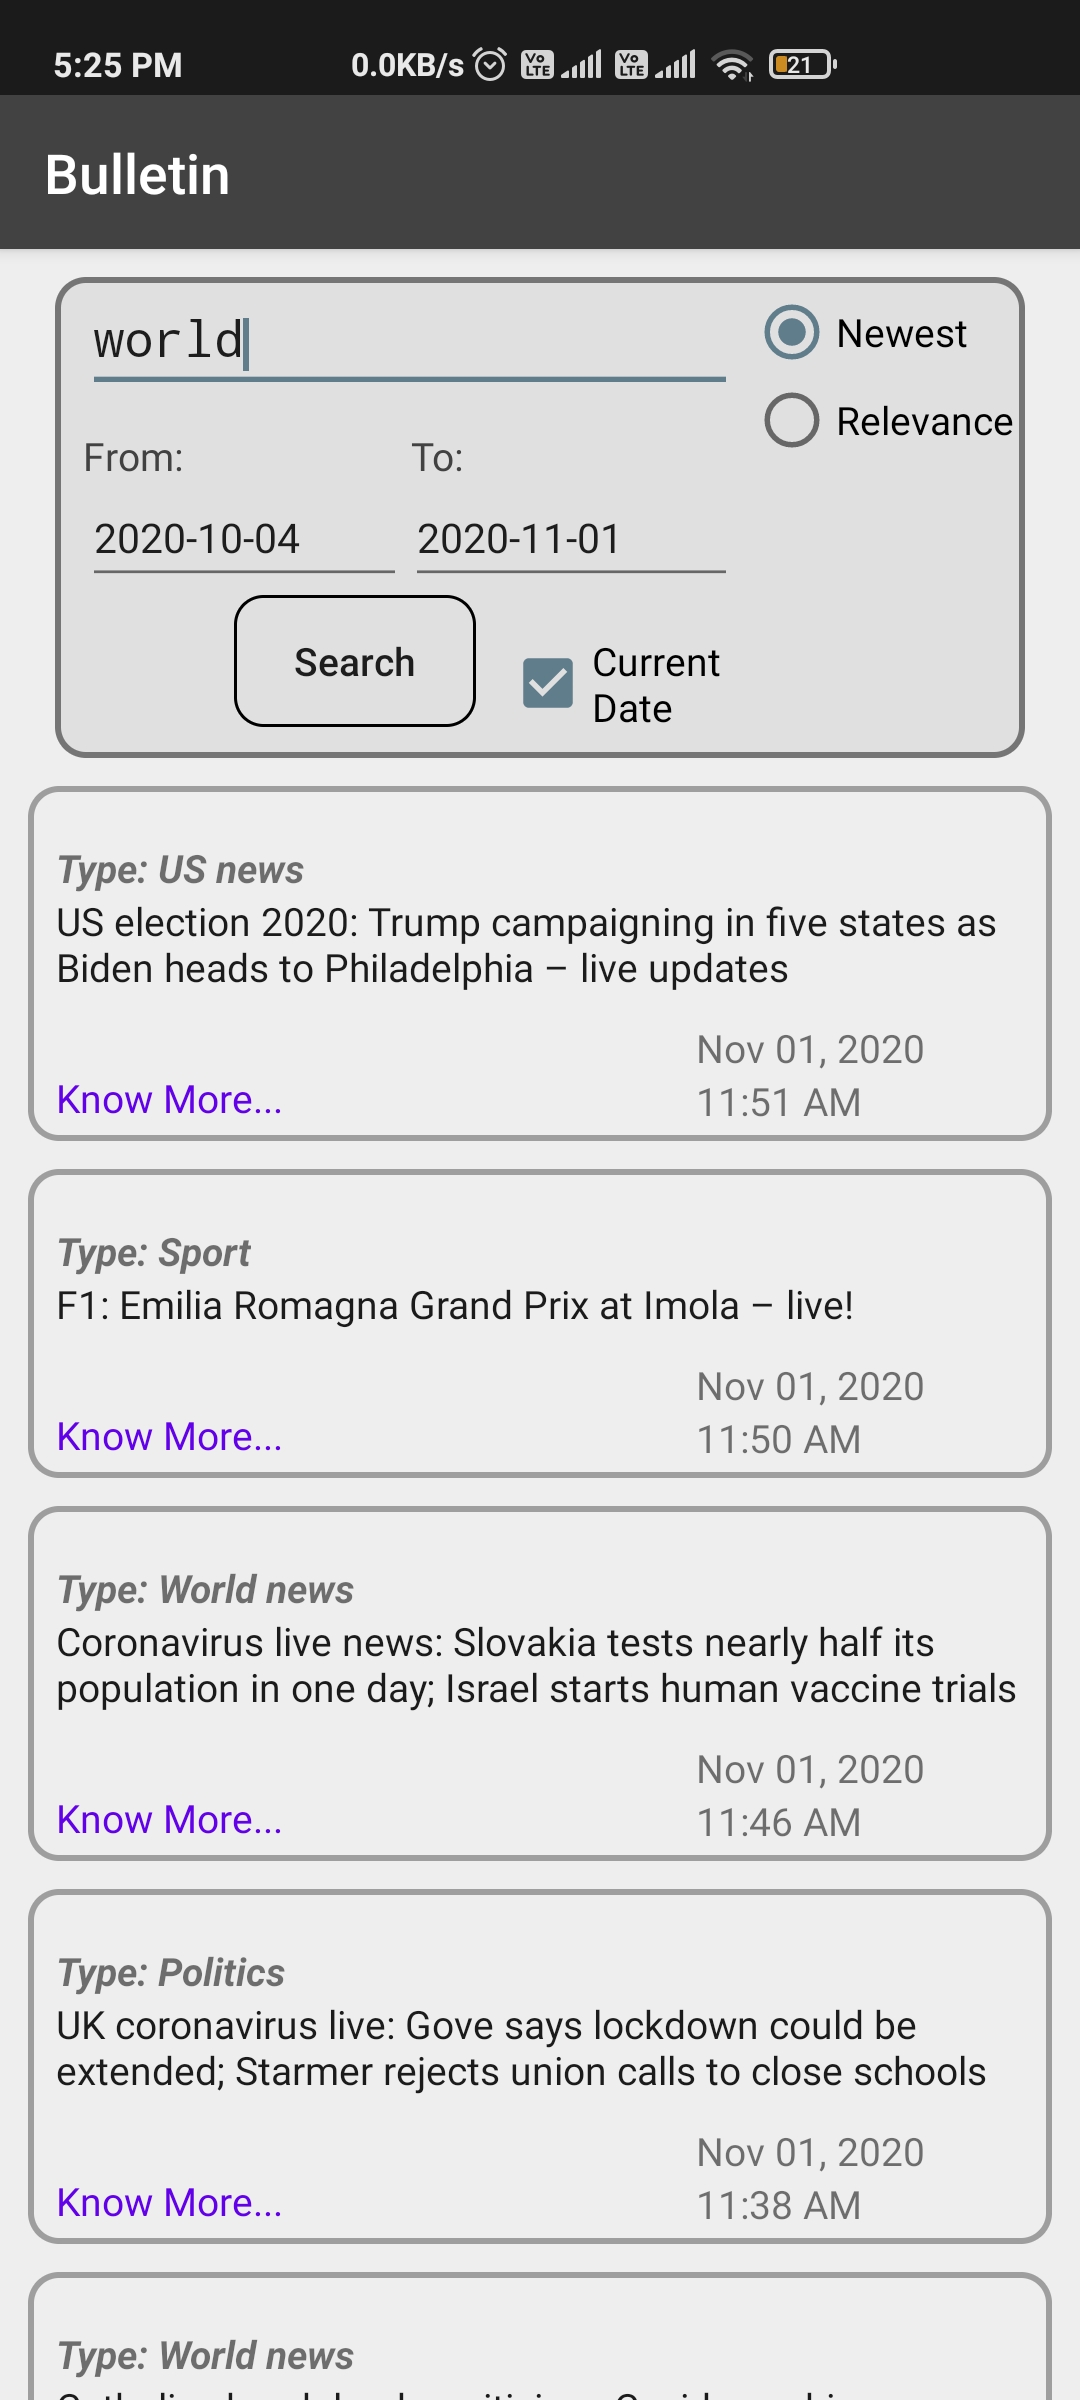 5:25 PM 0.0KB/s Vo LTE Vo LTE 21
Bulletin
world
Newest
Relevance
From: To:
2020-10-04 2020-11-01
Search
Current
Date
Type: US news
US election 2020: Trump campaigning in five states as
Biden heads to Philadelphia – live updates
Nov 01, 2020
Know More... 11:51 AM
Type: Sport
F1: Emilia Romagna Grand Prix at Imola – live!
Nov 01, 2020
Know More... 11:50 AM
Type: World news
Coronavirus live news: Slovakia tests nearly half its
population in one day; Israel starts human vaccine trials
Nov 01, 2020
Know More... 11:46 AM
Type: Politics
UK coronavirus live: Gove says lockdown could be
extended; Starmer rejects union calls to close schools
Nov 01, 2020
Know More... 11:38 AM
Type: World news